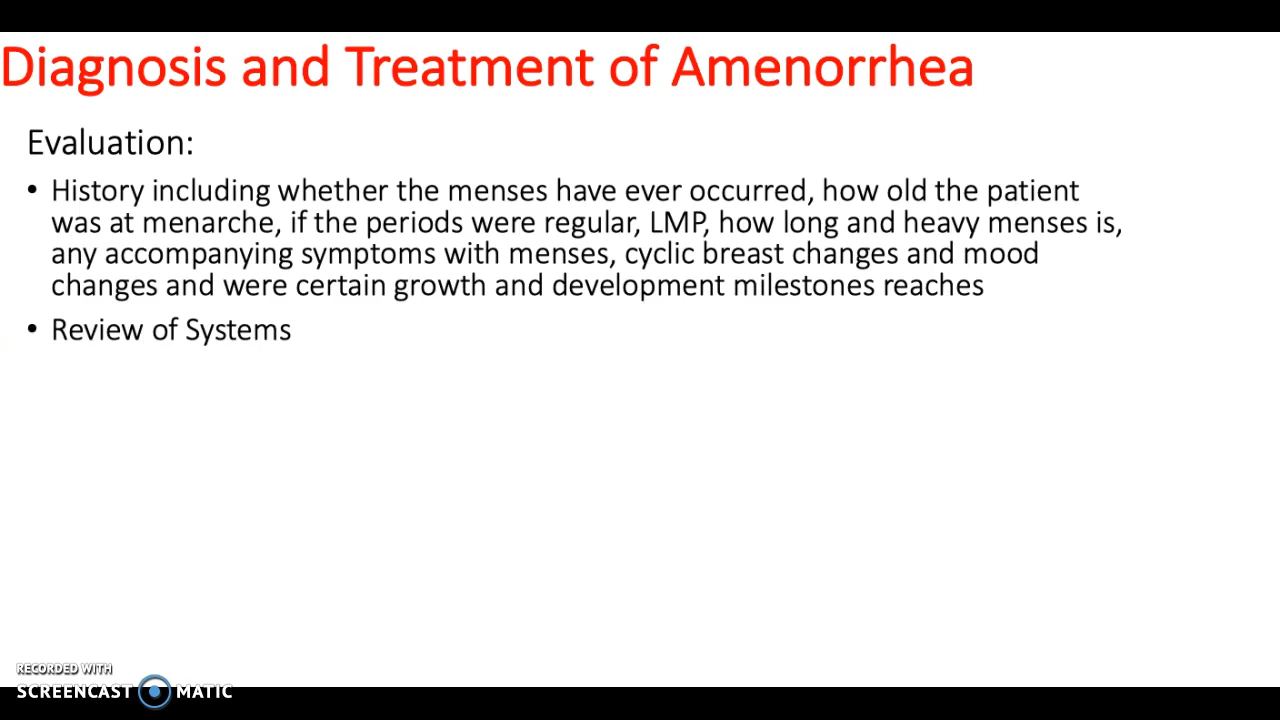 Diagnosis and Treatment of Amenorrhea
Evaluation:
• History including whether the menses have ever occurred, how old the patient
was at menarche, if the periods were regular, LMP, how long and heavy menses is,
any accompanying symptoms with menses, cyclic breast changes and mood
changes and were certain growth and development milestones reaches
• Review of Systems
RECORDED WITH
SCREENCAST MATIC